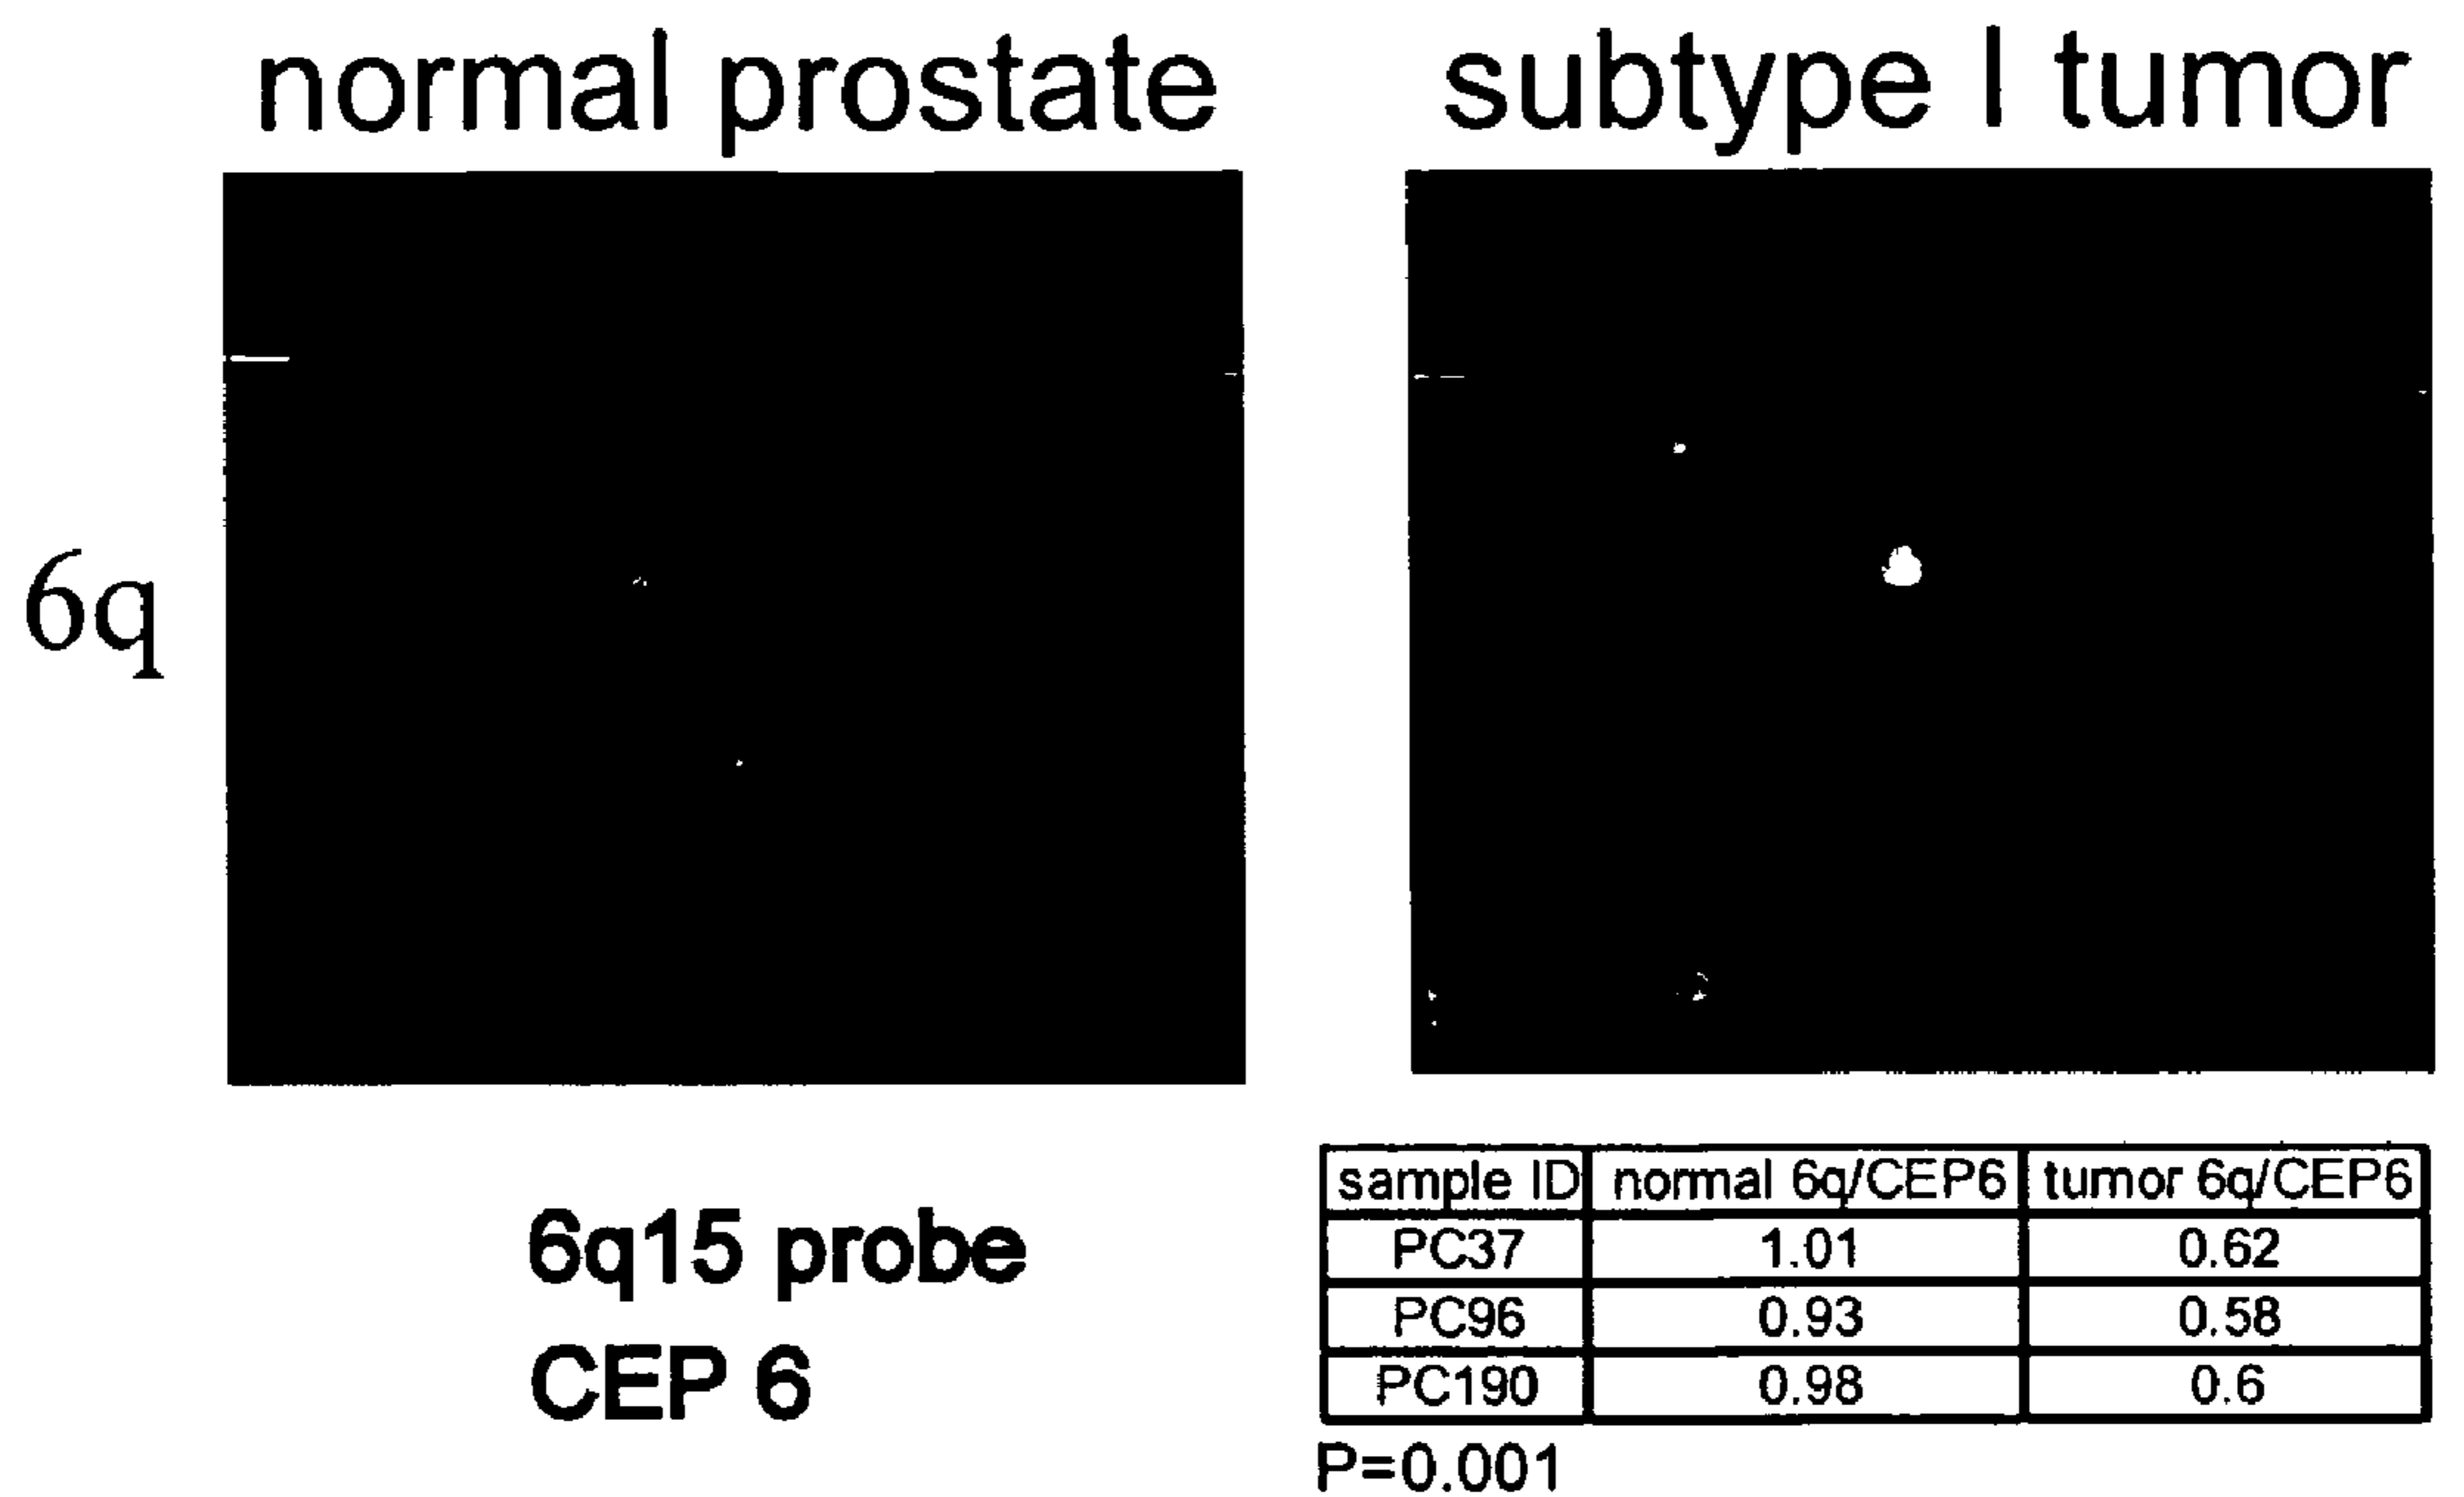 normal prostate
subtype I tumor
6q
6q15 probe
CEP 6
sample ID normal 6q/CEP6 tumor 6q/CEP6
PC37 1.01 0.62
PC96 0.93 0.58
PC190 0.98 0.6
P=0.001